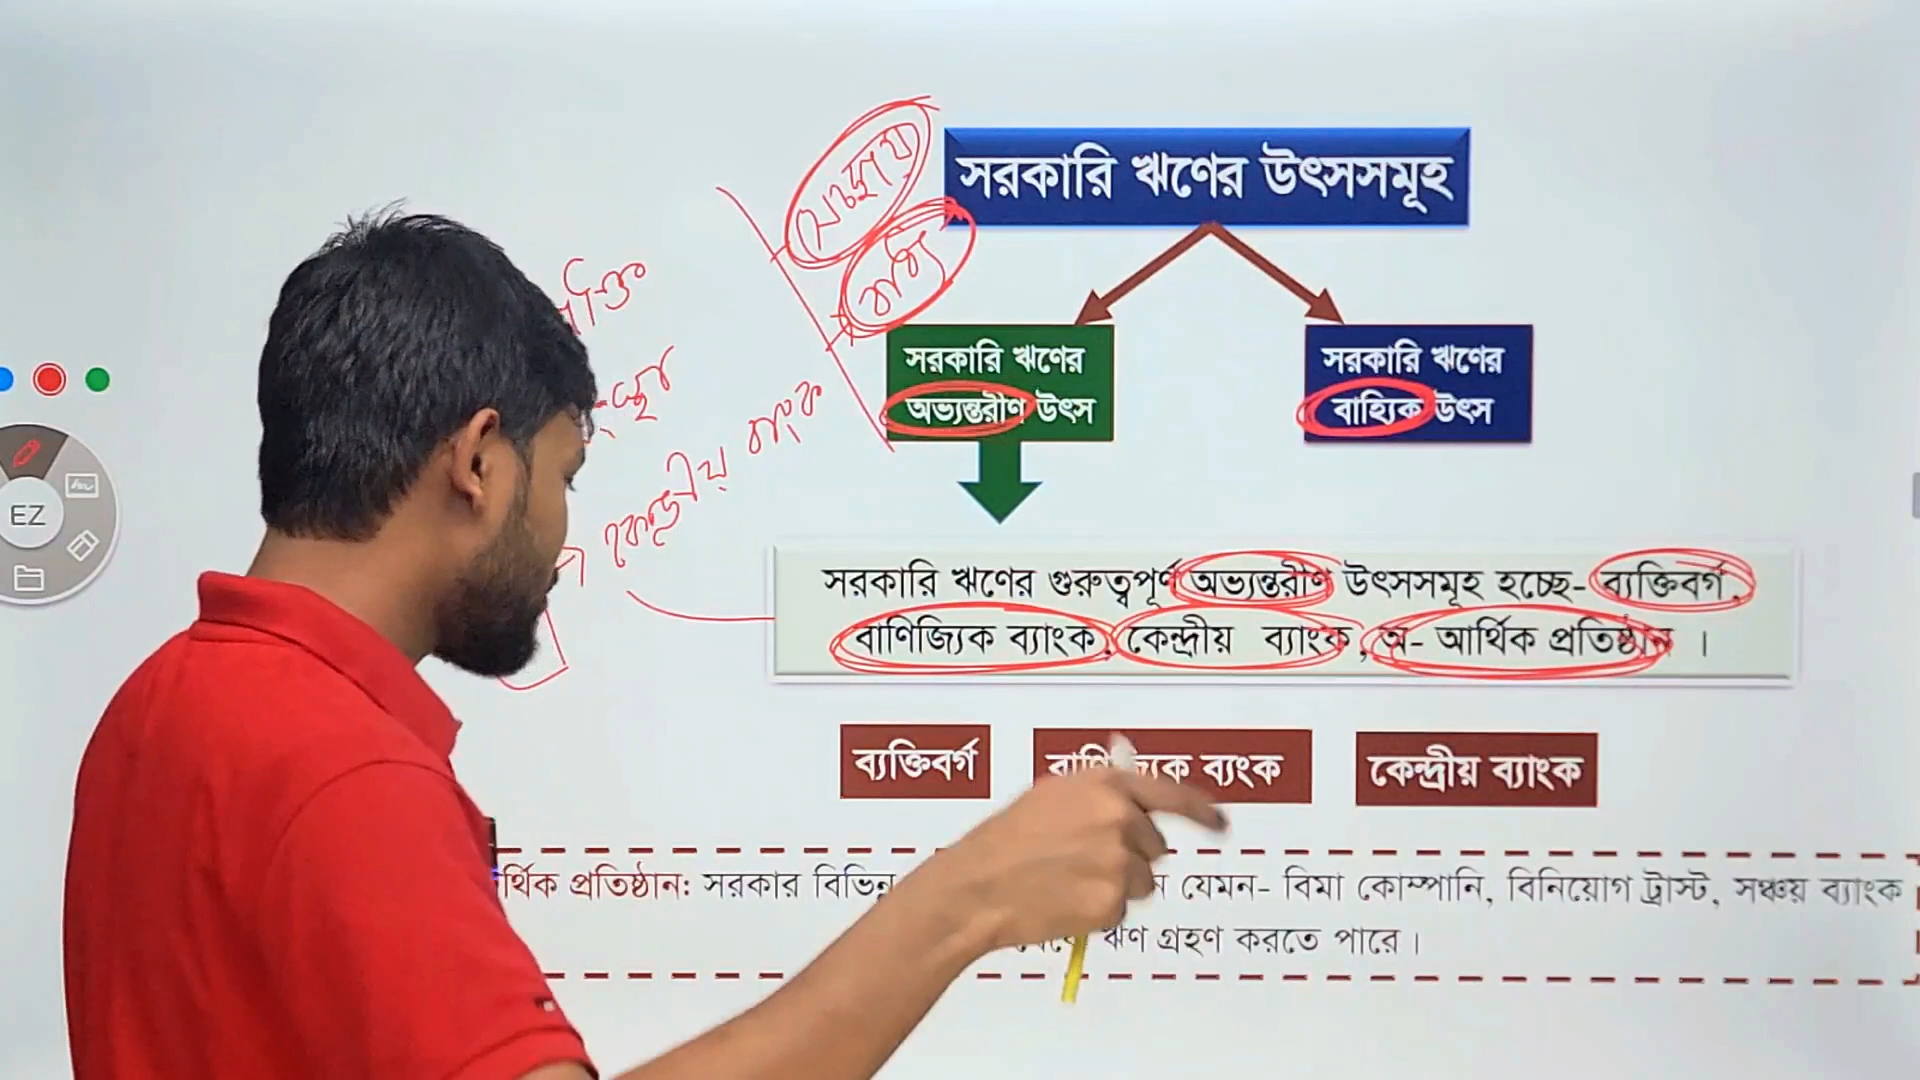 সরকারি ঋণের উৎসসমূহ
সরকারি ঋণের
অভ্যন্তরীণ উৎস
সরকারি ঋণের
বাহ্যিক উৎস
কেন্দ্রীয় ব্যাংক
সরকারি ঋণের গুরুত্বপূর্ণ অভ্যন্তরীণ উৎসসমূহ হচ্ছে- ব্যক্তিবর্গ,
বাণিজ্যিক ব্যাংক, কেন্দ্রীয় ব্যাংক, অ- আর্থিক প্রতিষ্ঠান ।
EZ
ব্যক্তিবর্গ
বাণিজ্যিক ব্যংক
কেন্দ্রীয় ব্যাংক
র্থিক প্রতিষ্ঠান: সরকার বিভিন্ন যেমন- বিমা কোম্পানি, বিনিয়োগ ট্রাস্ট, সঞ্চয় ব্যাংক
ঋণ গ্রহণ করতে পারে।